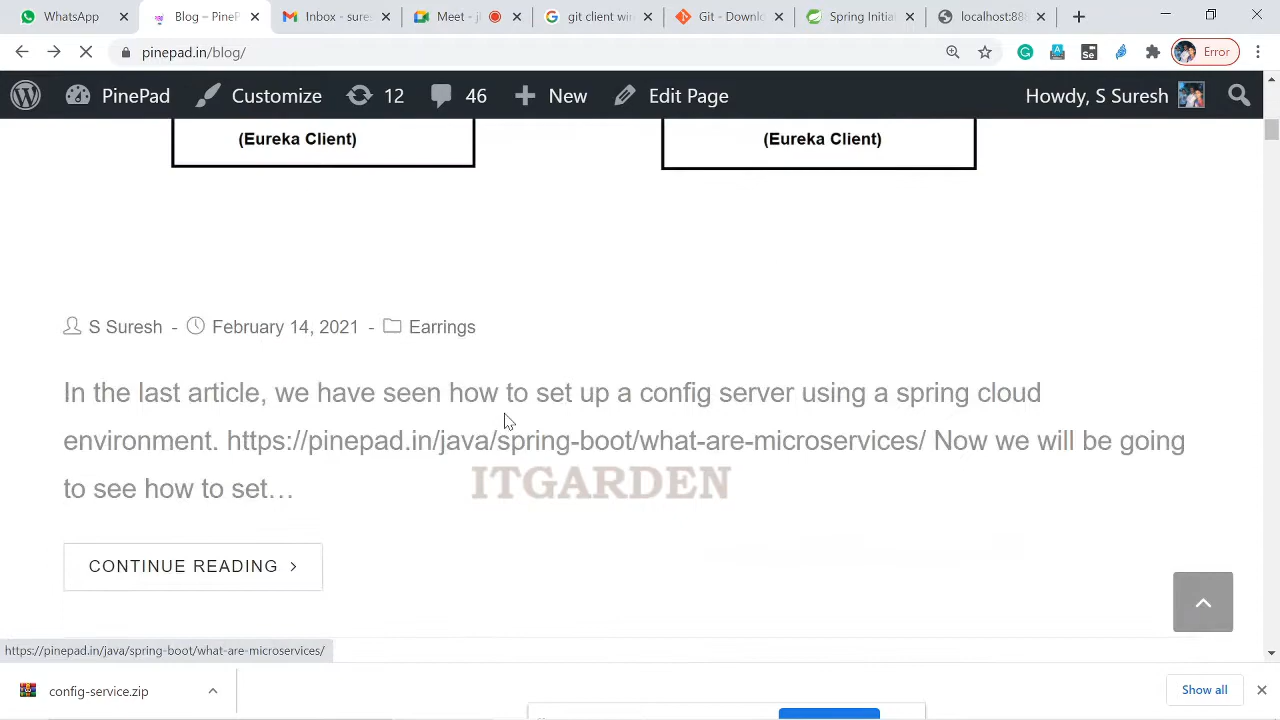 WhatsApp
Blog – PineP
Inbox - sures
Meet - jl
git client win
Git - Downlo
Spring Initia
localhost:88
pinepad.in/blog/
Error
PinePad
Customize
12
46
New
Edit Page
Howdy, S Suresh
(Eureka Client)
(Eureka Client)
S Suresh - February 14, 2021 - Earrings
In the last article, we have seen how to set up a config server using a spring cloud
environment. https://pinepad.in/java/spring-boot/what-are-microservices/ Now we will be going
to see how to set…
ITGARDEN
CONTINUE READING >
https://pinepad.in/java/spring-boot/what-are-microservices/
config-service.zip
Show all